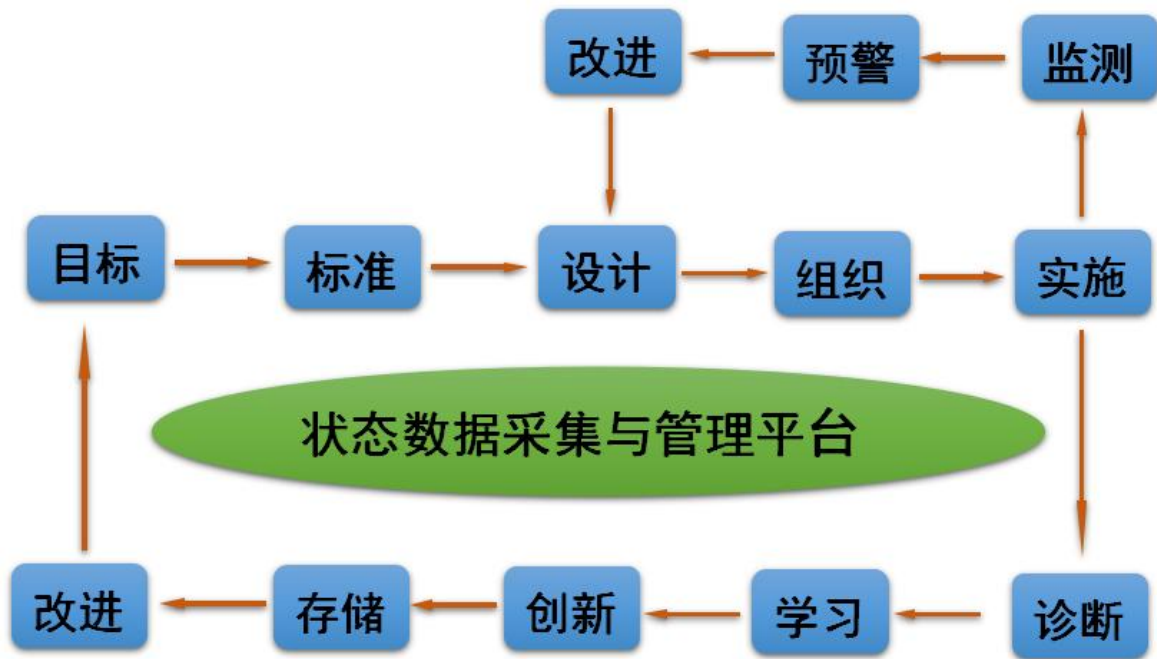 改进
预警
监测
目标
标准
设计
组织
实施
状态数据采集与管理平台
改进
存储
创新
学习
诊断